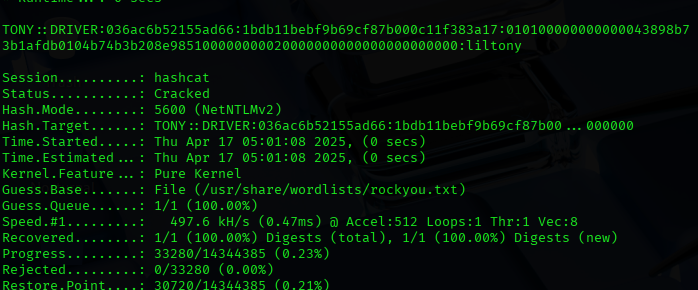 TONY::DRIVER:036ac6b52155ad66:1bdb11bebf9b69cf87b000c11f383a17:010100000000000043898b7
3b1afdb0104b74b3b208e985100000000020000000000000000000000:liltony
Session..........: hashcat
Status...........: Cracked
Hash.Mode........: 5600 (NetNTLMv2)
Hash.Target......: TONY::DRIVER:036ac6b52155ad66:1bdb11bebf9b69cf87b00...000000
Time.Started.....: Thu Apr 17 05:01:08 2025, (0 secs)
Time.Estimated...: Thu Apr 17 05:01:08 2025, (0 secs)
Kernel.Feature...: Pure Kernel
Guess.Base.......: File (/usr/share/wordlists/rockyou.txt)
Guess.Queue......: 1/1 (100.00%)
Speed.#1.........:   497.6 kH/s (0.47ms) @ Accel:512 Loops:1 Thr:1 Vec:8
Recovered........: 1/1 (100.00%) Digests (total), 1/1 (100.00%) Digests (new)
Progress.........: 33280/14344385 (0.23%)
Rejected.........: 0/33280 (0.00%)
Restore.Point....: 30720/14344385 (0.21%)